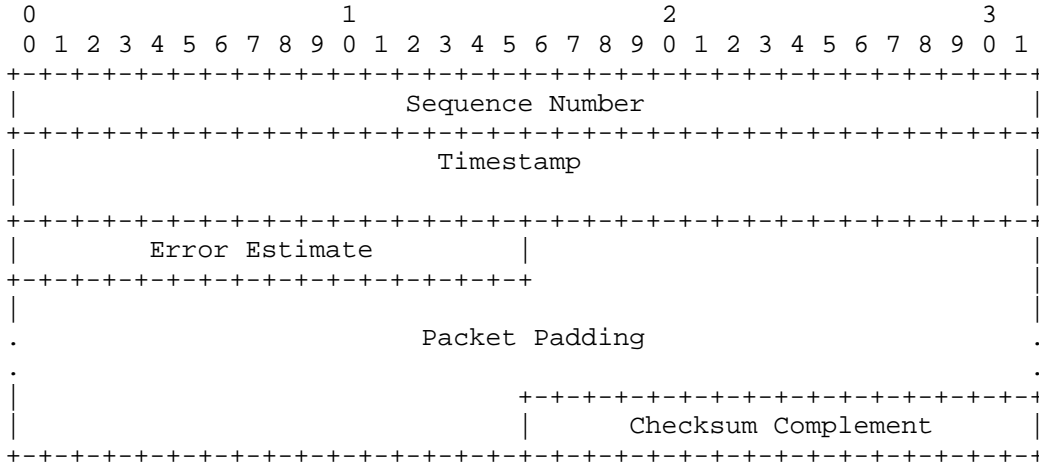 0                   1                   2                   3
 0 1 2 3 4 5 6 7 8 9 0 1 2 3 4 5 6 7 8 9 0 1 2 3 4 5 6 7 8 9 0 1
+-+-+-+-+-+-+-+-+-+-+-+-+-+-+-+-+-+-+-+-+-+-+-+-+-+-+-+-+-+-+-+-+
|                        Sequence Number                        |
+-+-+-+-+-+-+-+-+-+-+-+-+-+-+-+-+-+-+-+-+-+-+-+-+-+-+-+-+-+-+-+-+
|                          Timestamp                            |
|                                                               |
+-+-+-+-+-+-+-+-+-+-+-+-+-+-+-+-+-+-+-+-+-+-+-+-+-+-+-+-+-+-+-+-+
|        Error Estimate         |                               |
+-+-+-+-+-+-+-+-+-+-+-+-+-+-+-+-+                               |
|                                                               |
.                         Packet Padding                        .
.                                                               .
|                               +-+-+-+-+-+-+-+-+-+-+-+-+-+-+-+-+
|                               |      Checksum Complement      |
+-+-+-+-+-+-+-+-+-+-+-+-+-+-+-+-+-+-+-+-+-+-+-+-+-+-+-+-+-+-+-+-+